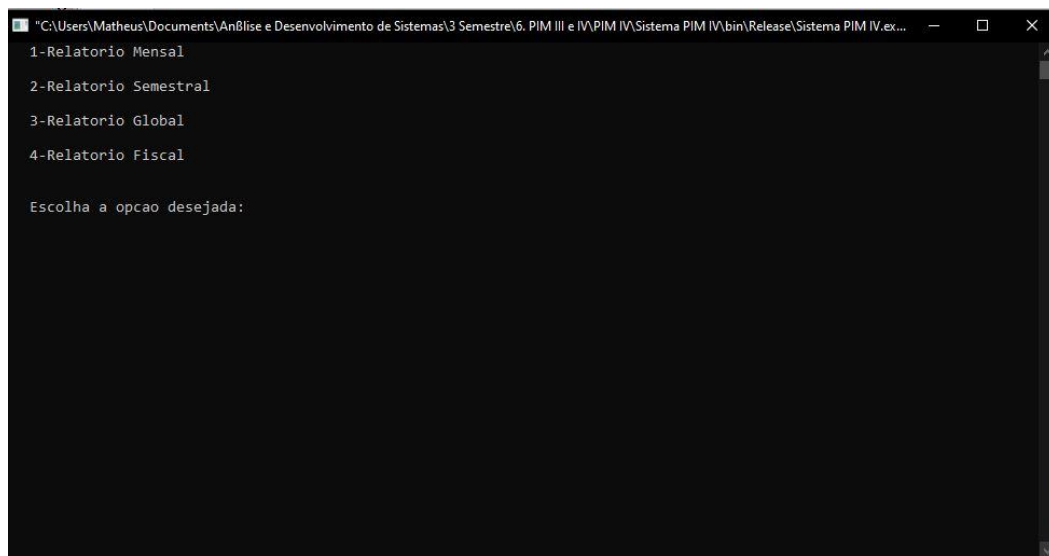 "C:\Users\Matheus\Documents\Anßlise e Desenvolvimento de Sistemas\3 Semestre\6. PIM III e IV\PIM IV\Sistema PIM IV\bin\Release\Sistema PIM IV.ex...
1-Relatorio Mensal
2-Relatorio Semestral
3-Relatorio Global
4-Relatorio Fiscal
Escolha a opcao desejada: